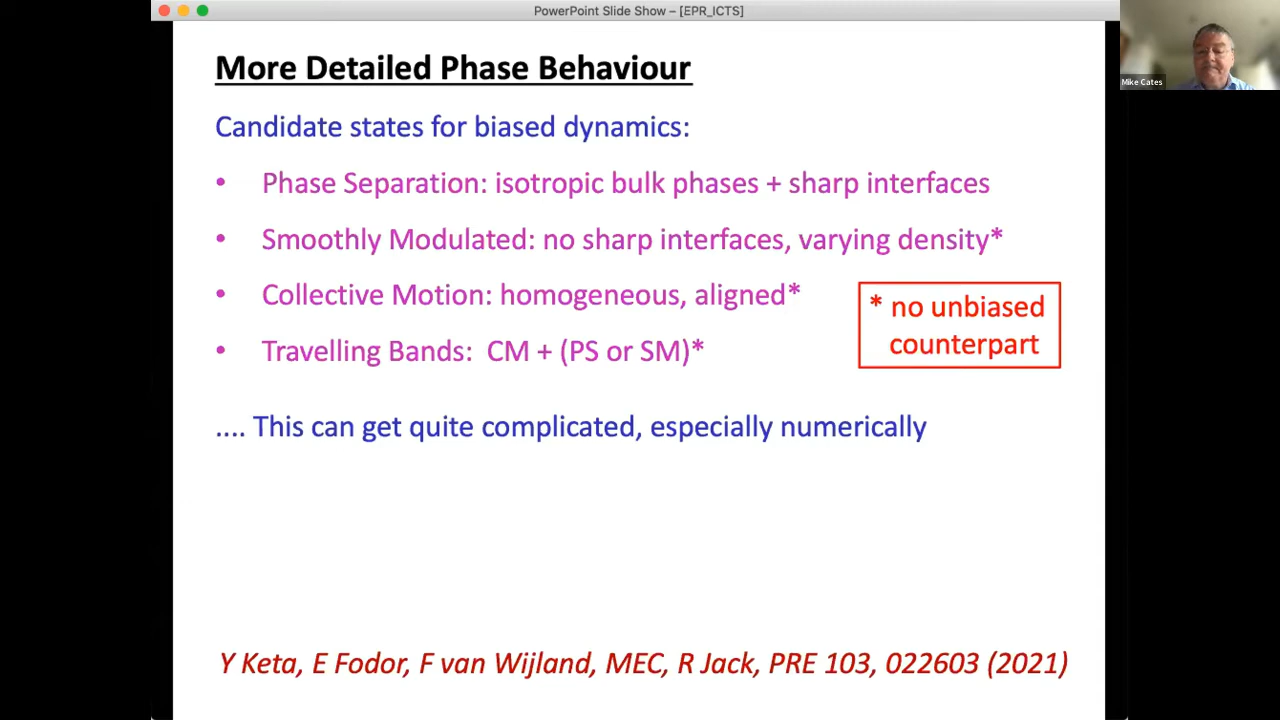 PowerPoint Slide Show – [EPR_ICTS]
Mike Cates
More Detailed Phase Behaviour
Candidate states for biased dynamics:
• Phase Separation: isotropic bulk phases + sharp interfaces
• Smoothly Modulated: no sharp interfaces, varying density*
• Collective Motion: homogeneous, aligned*
* no unbiased
counterpart
• Travelling Bands: CM + (PS or SM)*
.... This can get quite complicated, especially numerically
Y Keta, E Fodor, F van Wijland, MEC, R Jack, PRE 103, 022603 (2021)